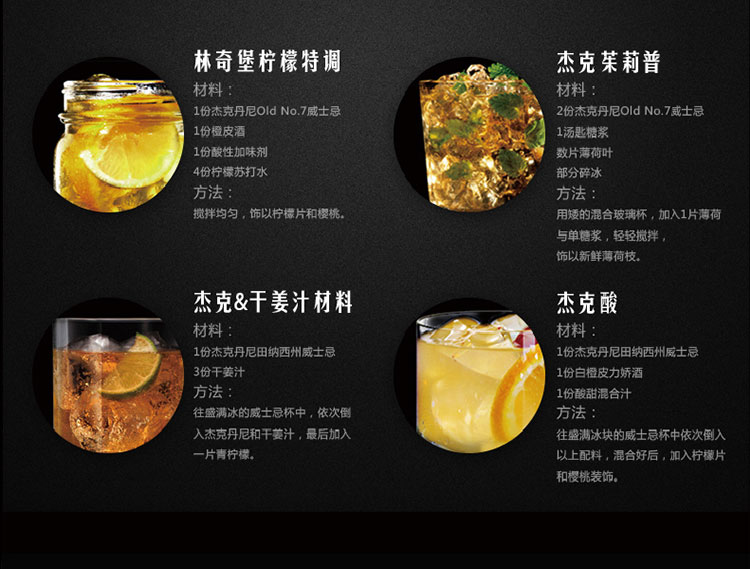 林奇堡柠檬特调
材料：
1份杰克丹尼Old No.7威士忌
1份橙皮酒
1份酸性加味剂
4份柠檬苏打水
方法：
搅拌均匀，饰以柠檬片和樱桃。
杰克茱莉普
材料：
2份杰克丹尼Old No.7威士忌
1汤匙糖浆
数片薄荷叶
部分碎冰
方法：
用矮的混合玻璃杯，加入1片薄荷
与单糖浆，轻轻搅拌，
饰以新鲜薄荷枝。
杰克&干姜汁材料
材料：
1份杰克丹尼田纳西州威士忌
3份干姜汁
方法：
往盛满冰的威士忌杯中，依次倒
入杰克丹尼和干姜汁，最后加入
一片青柠檬。
杰克酸
材料：
1份杰克丹尼田纳西州威士忌
1份白橙皮力娇酒
1份酸甜混合汁
方法：
往盛满冰块的威士忌杯中依次倒入
以上配料，混合好后，加入柠檬片
和樱桃装饰。